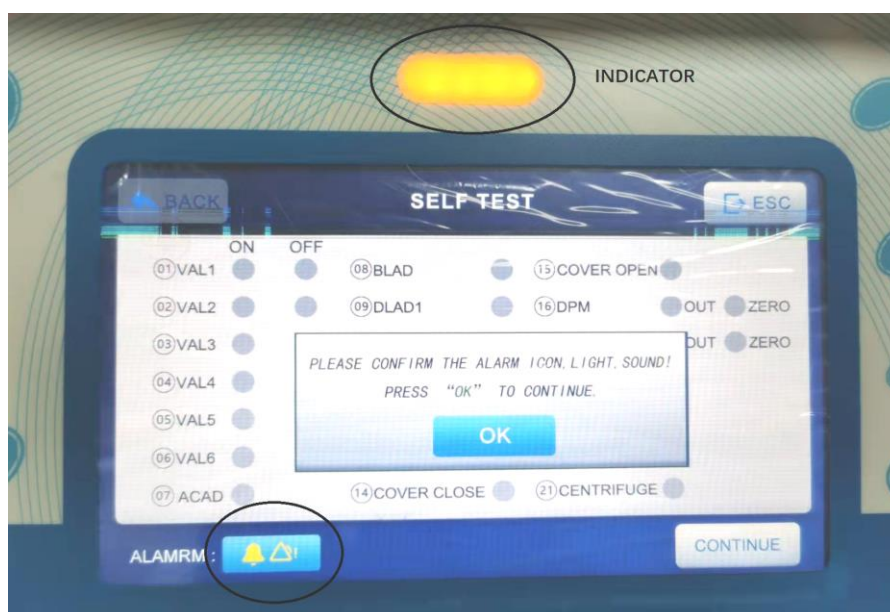 INDICATOR
BACK
SELF TEST
ESC
ON OFF
01 VAL1 08 BLAD 15 COVER OPEN
02 VAL2 09 DLAD1 16 DPM OUT ZERO
03 VAL3 OUT ZERO
PLEASE CONFIRM THE ALARM ICON, LIGHT, SOUND!
04 VAL4
PRESS "OK" TO CONTINUE.
05 VAL5
OK
06 VAL6
07 ACAD 14 COVER CLOSE 21 CENTRIFUGE
ALAMRM :
!
CONTINUE